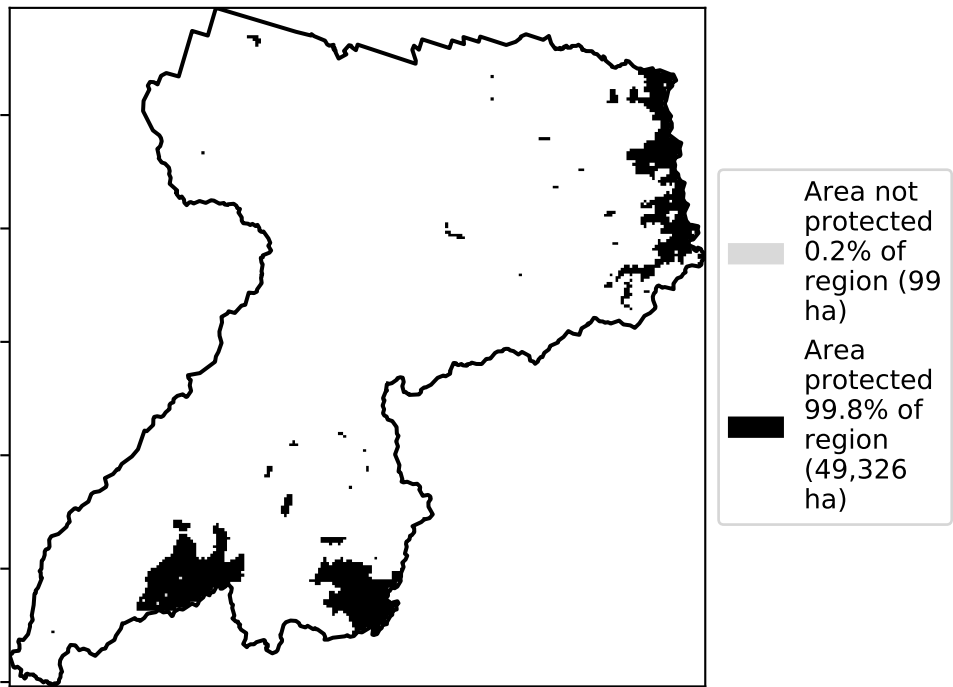 Area not
protected
0.2% of
region (99
ha)
Area
protected
99.8% of
region
(49,326
ha)